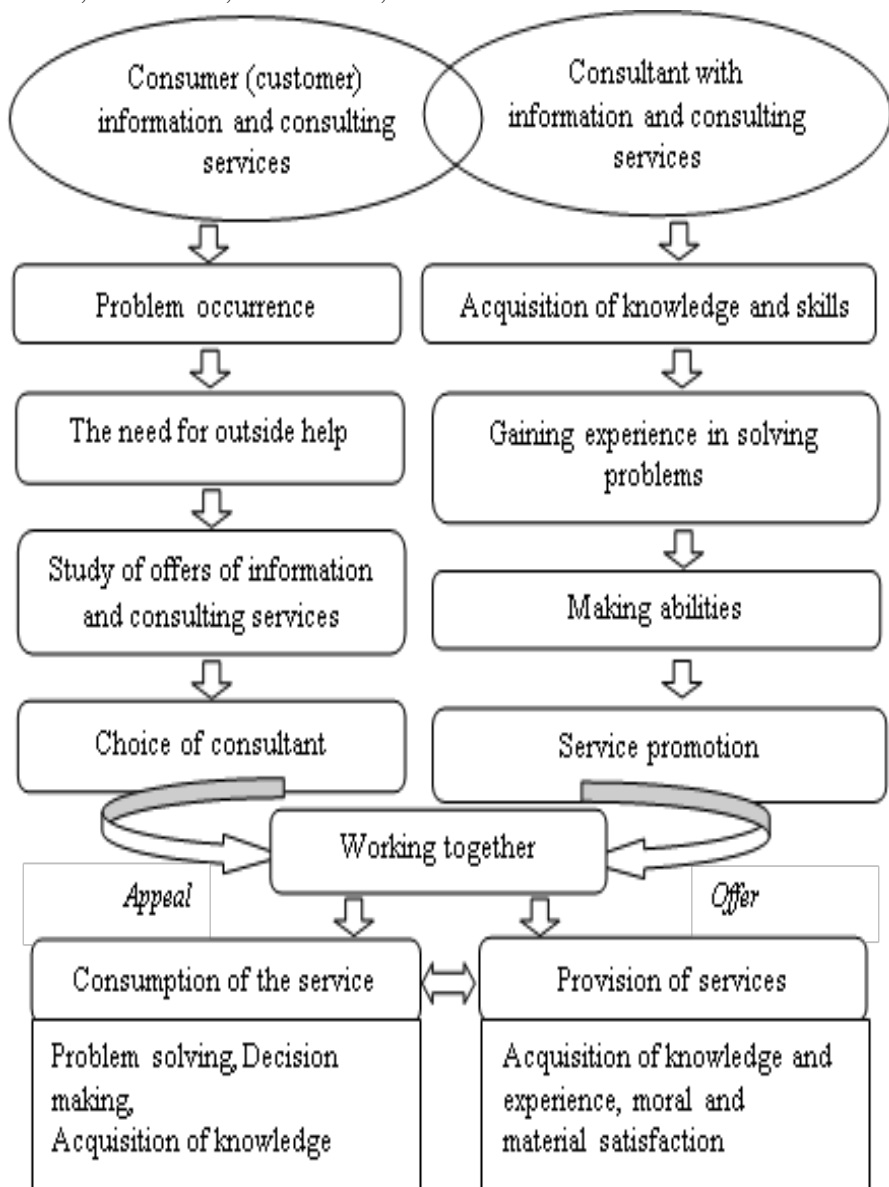 Consumer (customer)
information and consulting
services
Consultant with
information and consulting
services
Problem occurrence
Acquisition of knowledge and skills
The need for outside help
Gaining experience in solving
problems
Study of offers of information
and consulting services
Making abilities
Choice of consultant
Service promotion
Working together
Appeal
Offer
Consumption of the service
Provision of services
Problem solving, Decision
making,
Acquisition of knowledge
Acquisition of knowledge and
experience, moral and
material satisfaction